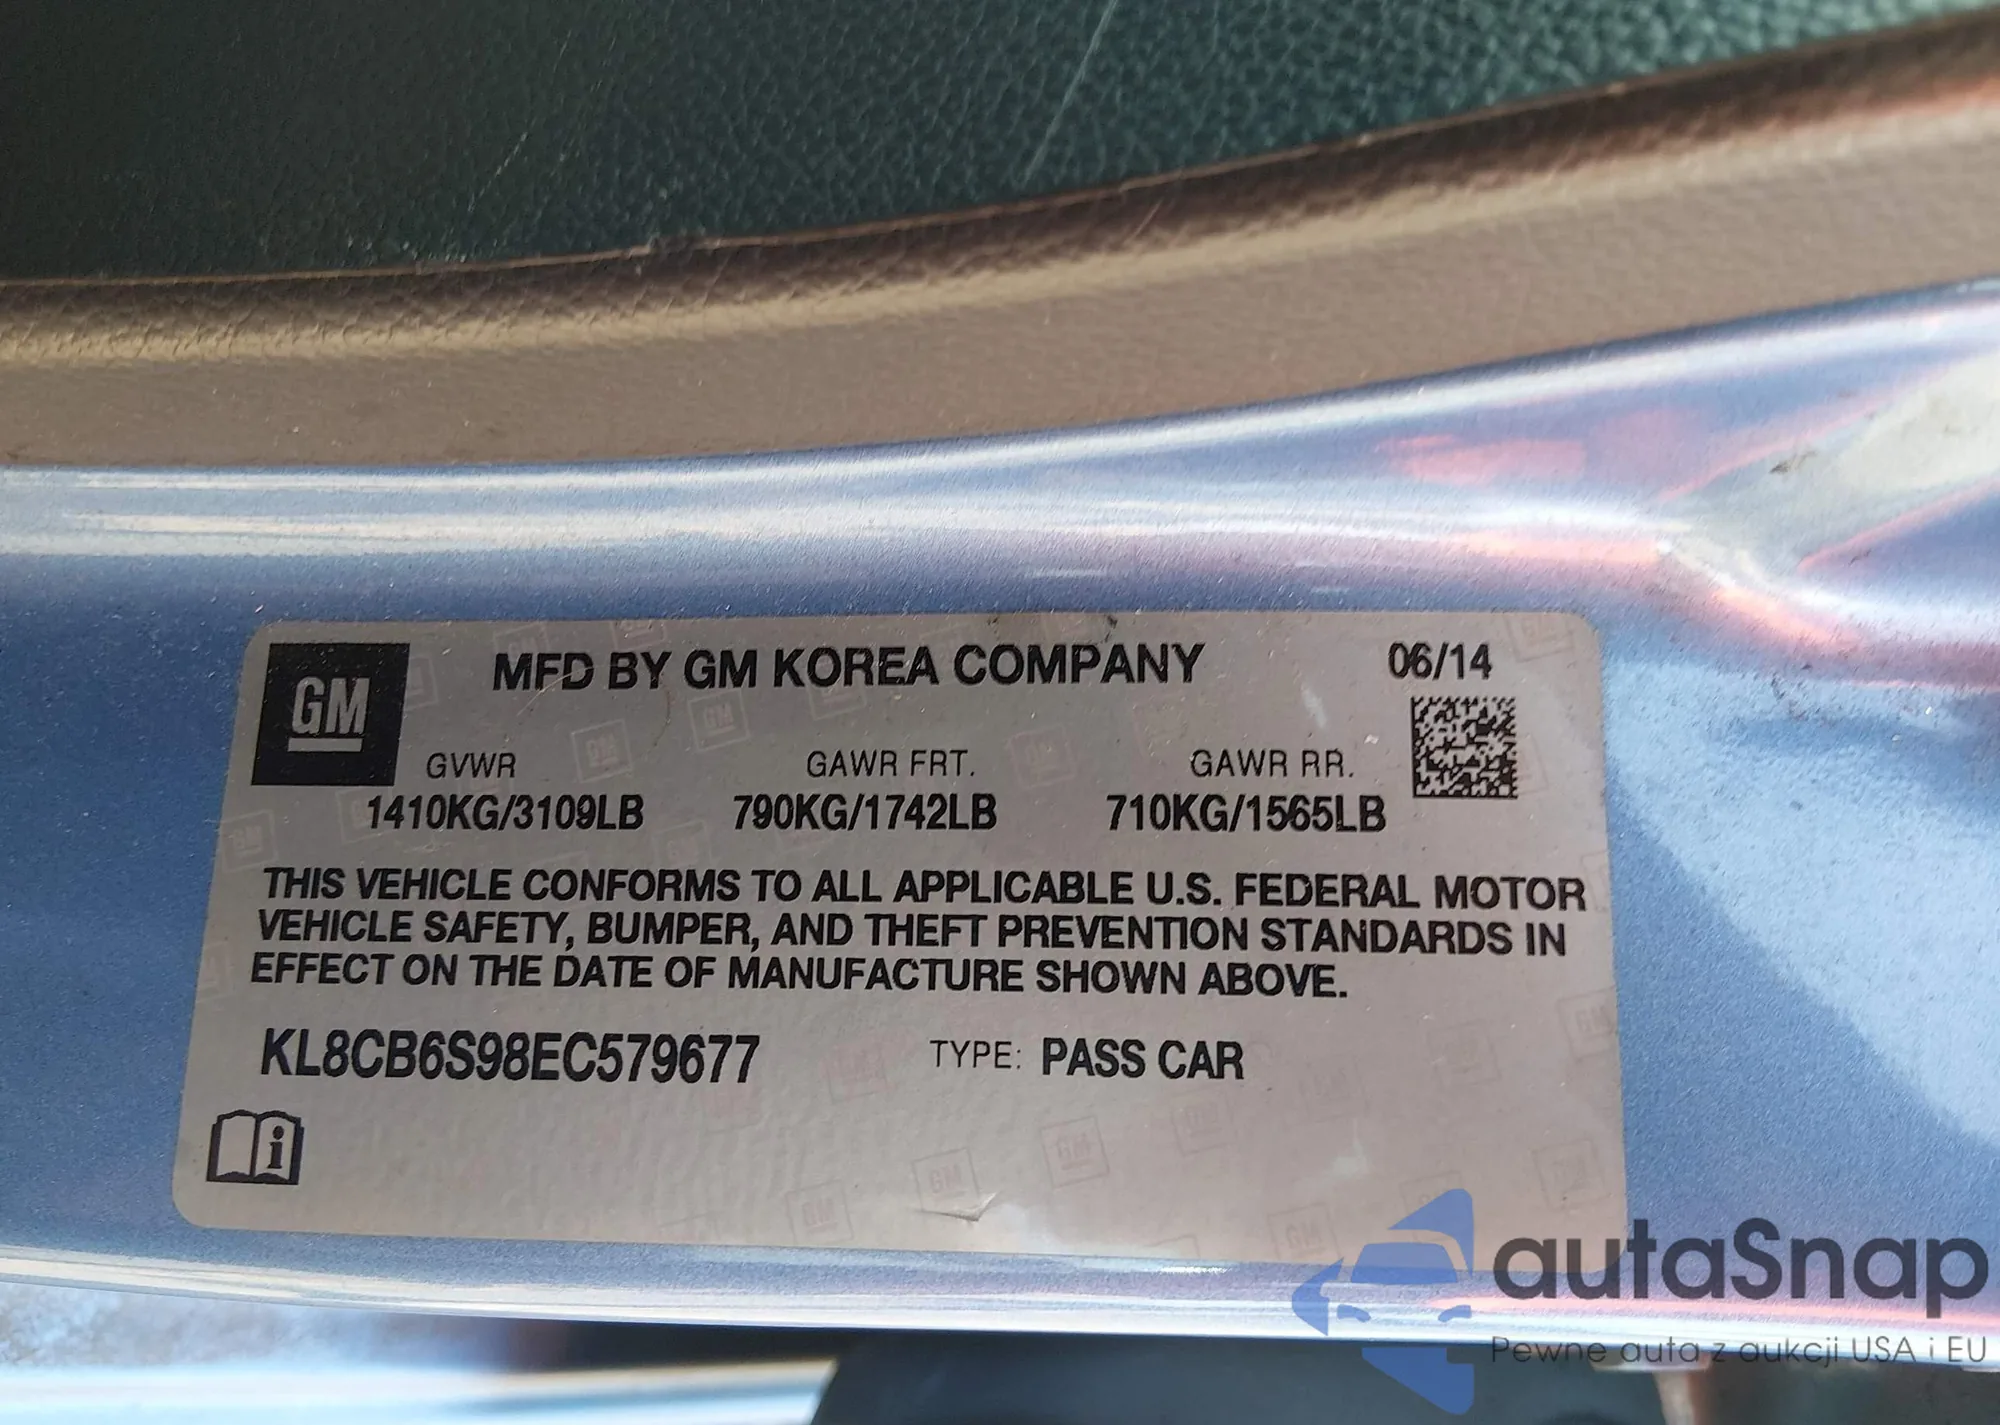 GM
MFD BY GM KOREA COMPANY 06/14
GVWR GAWR FRT. GAWR RR.
1410KG/3109LB 790KG/1742LB 710KG/1565LB
THIS VEHICLE CONFORMS TO ALL APPLICABLE U.S. FEDERAL MOTOR
VEHICLE SAFETY, BUMPER, AND THEFT PREVENTION STANDARDS IN
EFFECT ON THE DATE OF MANUFACTURE SHOWN ABOVE.
KL8CB6S98EC579677 TYPE: PASS CAR
i
autaSnap
Pewne auta z aukcji USA i EU